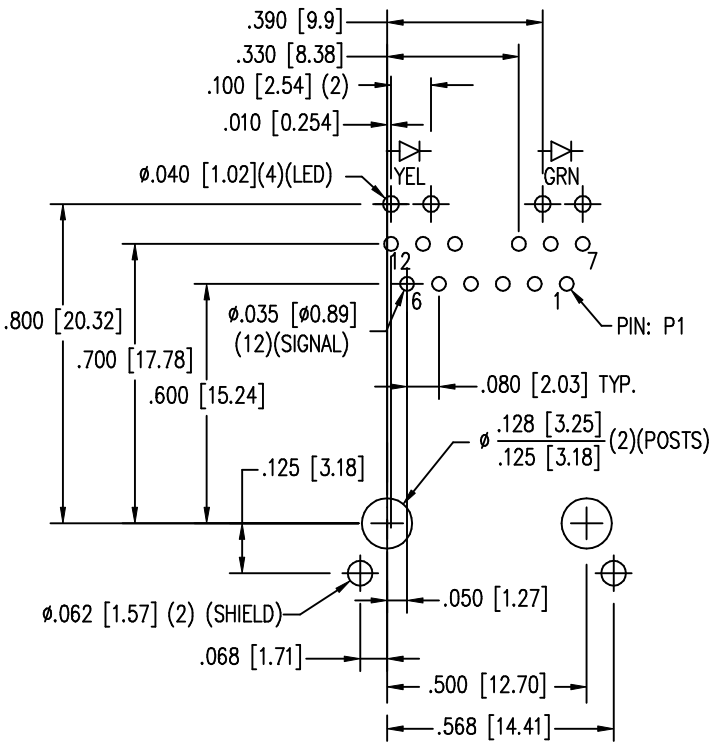 .390 [9.9]
.330 [8.38]
.100 [2.54] (2)
.010 [0.254]
ø.040 [1.02](4)(LED)
YEL
GRN
12
7
.800 [20.32]
ø.035 [ø0.89]
(12)(SIGNAL)
6
1
PIN: P1
.700 [17.78]
.600 [15.24]
.080 [2.03] TYP.
ø .128 [3.25]
.125 [3.18] (2)(POSTS)
.125 [3.18]
ø.062 [1.57] (2) (SHIELD)
.050 [1.27]
.068 [1.71]
.500 [12.70]
.568 [14.41]